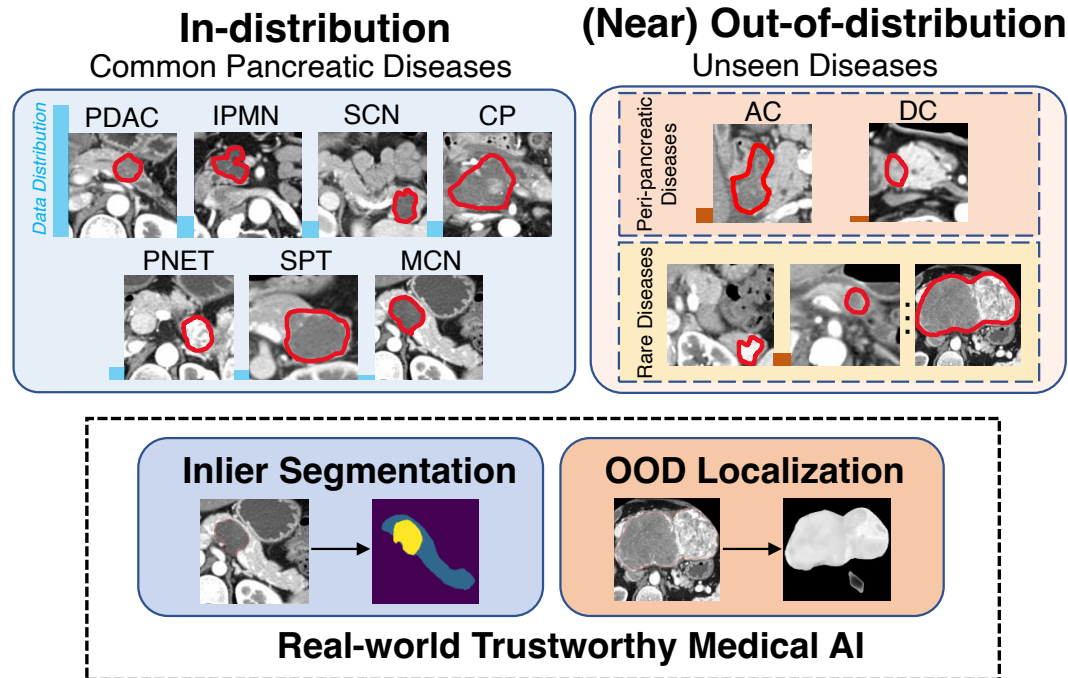 In-distribution
Common Pancreatic Diseases
Data Distribution
PDAC
IPMN
SCN
CP
PNET
SPT
MCN
(Near) Out-of-distribution
Unseen Diseases
Peri-pancreatic
Diseases
AC
DC
Rare Diseases
...
Inlier Segmentation
OOD Localization
Real-world Trustworthy Medical AI